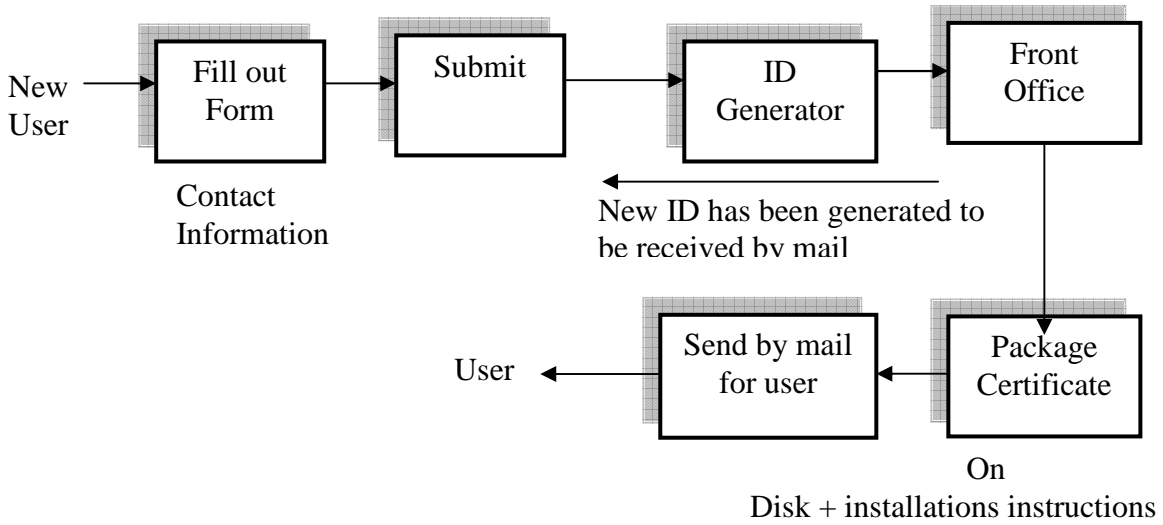 New
User
Fill out
Form
Contact
Information
Submit
ID
Generator
Front
Office
New ID has been generated to
be received by mail
Package
Certificate
On
Disk + installations instructions
Send by mail
for user
User